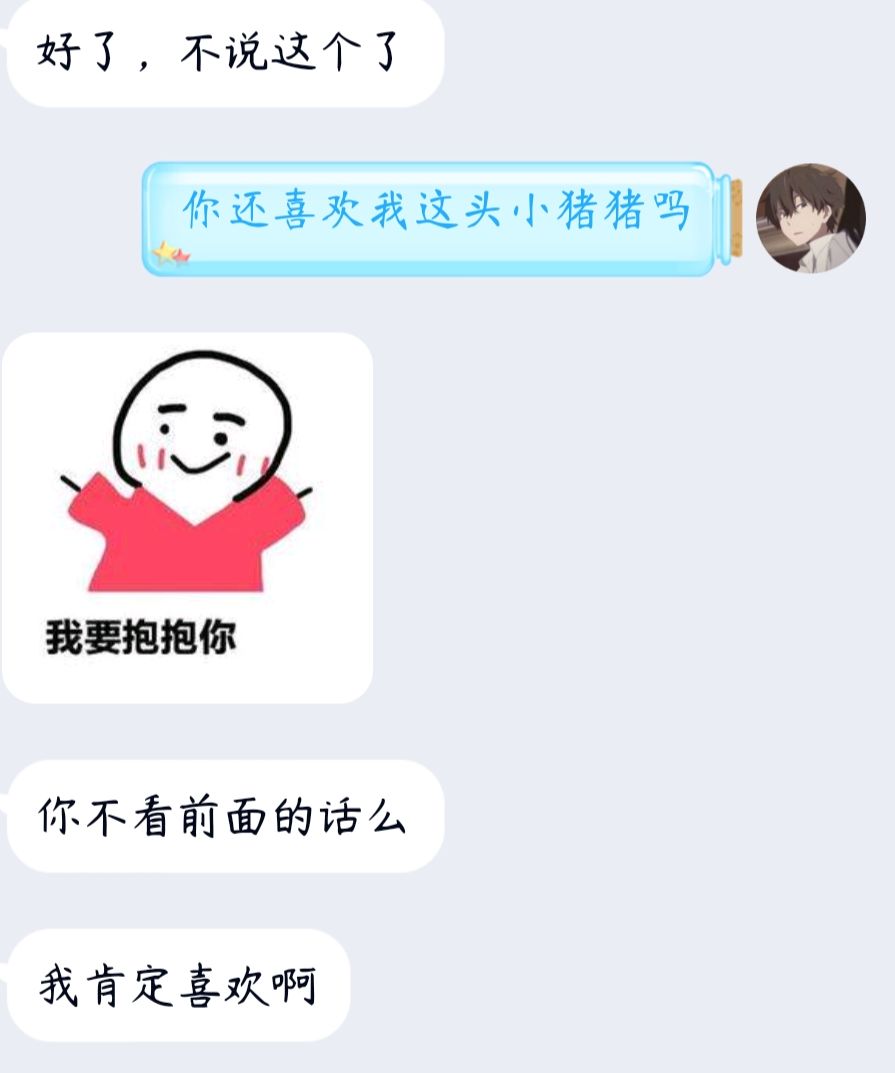 好了，不说这个了
你还喜欢我这头小猪猪吗
我要抱抱你
你不看前面的话么
我肯定喜欢啊